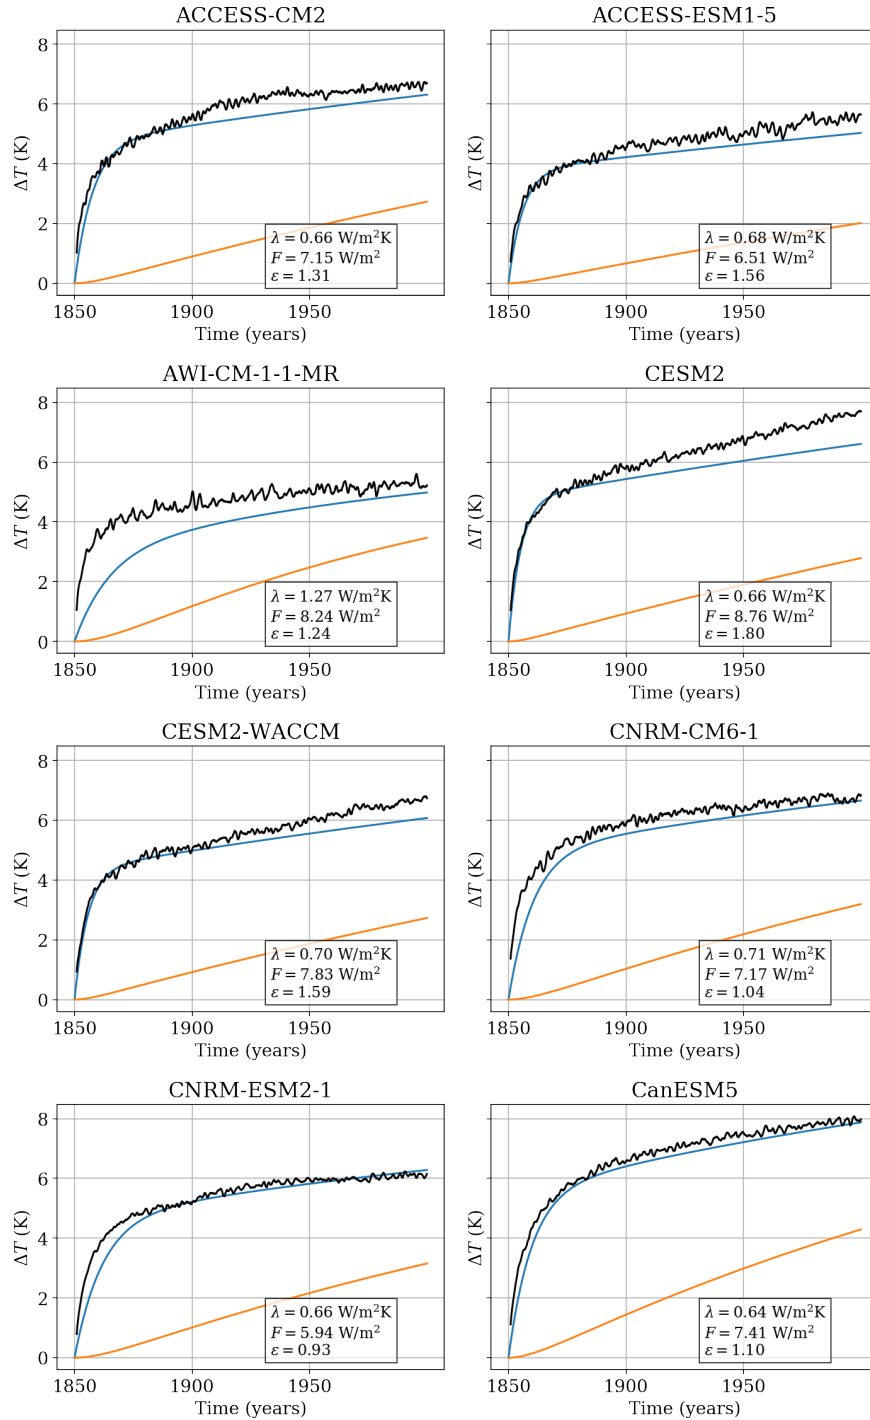 ACCESS-CM2
8
6
4
2
0
ΔT (K)
λ = 0.66 W/m²K
F = 7.15 W/m²
ε = 1.31
1850 1900 1950
Time (years)
ACCESS-ESM1-5
ΔT (K)
λ = 0.68 W/m²K
F = 6.51 W/m²
ε = 1.56
1850 1900 1950
Time (years)
AWI-CM-1-1-MR
8
6
4
2
0
ΔT (K)
λ = 1.27 W/m²K
F = 8.24 W/m²
ε = 1.24
1850 1900 1950
Time (years)
CESM2
ΔT (K)
λ = 0.66 W/m²K
F = 8.76 W/m²
ε = 1.80
1850 1900 1950
Time (years)
CESM2-WACCM
8
6
4
2
0
ΔT (K)
λ = 0.70 W/m²K
F = 7.83 W/m²
ε = 1.59
1850 1900 1950
Time (years)
CNRM-CM6-1
ΔT (K)
λ = 0.71 W/m²K
F = 7.17 W/m²
ε = 1.04
1850 1900 1950
Time (years)
CNRM-ESM2-1
8
6
4
2
0
ΔT (K)
λ = 0.66 W/m²K
F = 5.94 W/m²
ε = 0.93
1850 1900 1950
Time (years)
CanESM5
ΔT (K)
λ = 0.64 W/m²K
F = 7.41 W/m²
ε = 1.10
1850 1900 1950
Time (years)